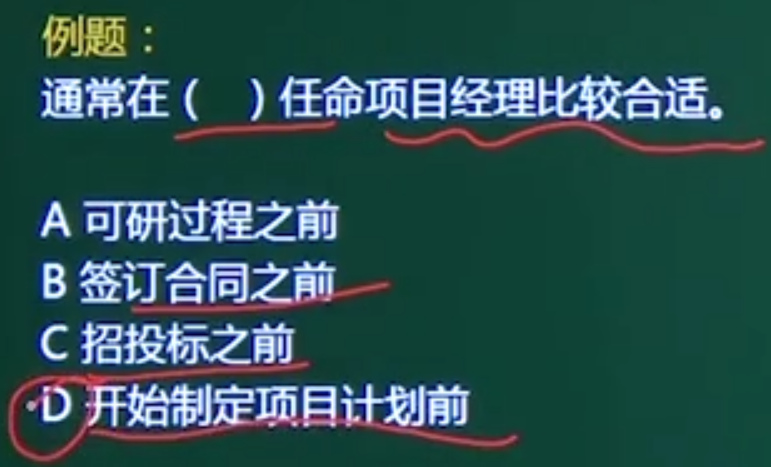 例题：
通常在（ ）任命项目经理比较合适。
A 可研过程之前
B 签订合同之前
C 招投标之前
D 开始制定项目计划前